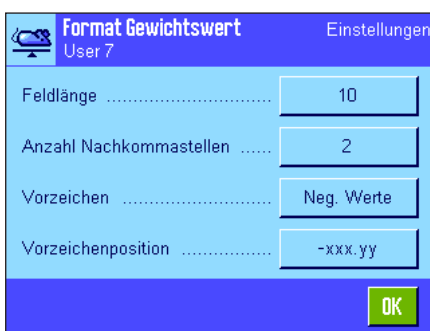 Format Gewichtswert Einstellungen
User 7
Feldlänge .............................. 10
Anzahl Nachkommastellen ...... 2
Vorzeichen ........................... Neg. Werte
Vorzeichenposition ................ -xxx.yy
OK